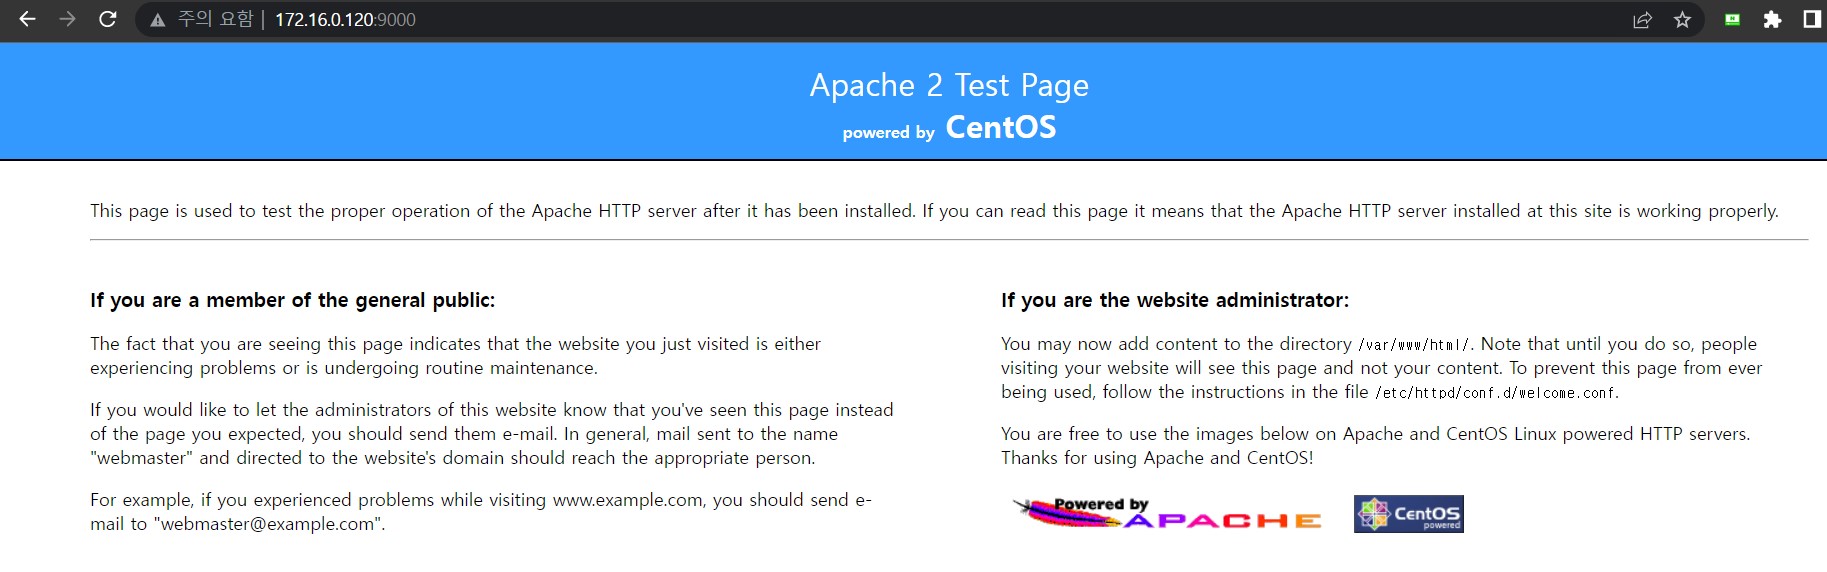 주의 요함 | 172.16.0.120:9000
Apache 2 Test Page
powered by CentOS
This page is used to test the proper operation of the Apache HTTP server after it has been installed. If you can read this page it means that the Apache HTTP server installed at this site is working properly.
If you are a member of the general public:
The fact that you are seeing this page indicates that the website you just visited is either
experiencing problems or is undergoing routine maintenance.
If you would like to let the administrators of this website know that you've seen this page instead
of the page you expected, you should send them e-mail. In general, mail sent to the name
"webmaster" and directed to the website's domain should reach the appropriate person.
For example, if you experienced problems while visiting www.example.com, you should send e-
mail to "webmaster@example.com".
If you are the website administrator:
You may now add content to the directory /var/www/html/. Note that until you do so, people
visiting your website will see this page and not your content. To prevent this page from ever
being used, follow the instructions in the file /etc/httpd/conf.d/welcome.conf.
You are free to use the images below on Apache and CentOS Linux powered HTTP servers.
Thanks for using Apache and CentOS!
Powered by
APACHE
CentOS
powered